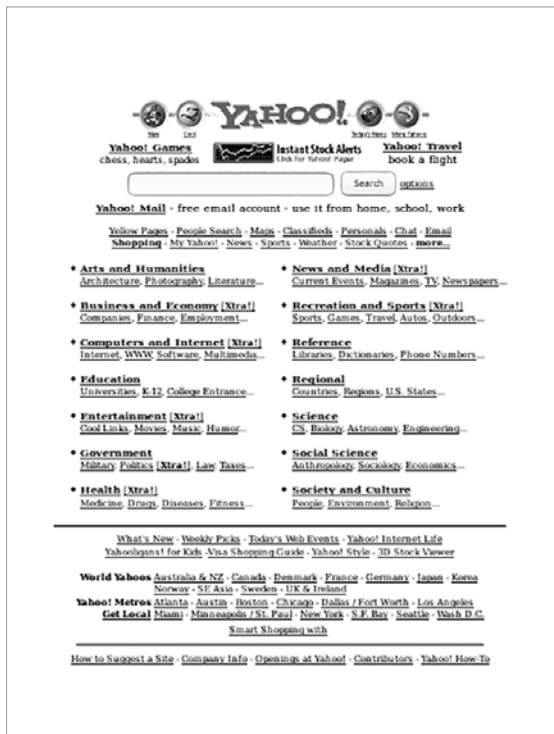 YAHOO!
New Cool Today's News More Yahoos
Yahoo! Games Instant Stock Alerts Yahoo! Travel
chess, hearts, spades Click for Yahoo! Pager book a flight
Search options
Yahoo! Mail - free email account - use it from home, school, work
Yellow Pages - People Search - Maps - Classifieds - Personals - Chat - Email
Shopping - My Yahoo! - News - Sports - Weather - Stock Quotes - more...
Arts and Humanities
Architecture, Photography, Literature...
News and Media [Xtra!]
Current Events, Magazines, TV, Newspapers...
Business and Economy [Xtra!]
Companies, Finance, Employment...
Recreation and Sports [Xtra!]
Sports, Games, Travel, Autos, Outdoors...
Computers and Internet [Xtra!]
Internet, WWW, Software, Multimedia...
Reference
Libraries, Dictionaries, Phone Numbers...
Education
Universities, K-12, College Entrance...
Regional
Countries, Regions, U.S. States...
Entertainment [Xtra!]
Cool Links, Movies, Music, Humor...
Science
CS, Biology, Astronomy, Engineering...
Government
Military, Politics [Xtra!], Law, Taxes...
Social Science
Anthropology, Sociology, Economics...
Health [Xtra!]
Medicine, Drugs, Diseases, Fitness...
Society and Culture
People, Environment, Religion...
What's New - Weekly Picks - Today's Web Events - Yahoo! Internet Life
Yahooligans! for Kids -Visa Shopping Guide - Yahoo! Style - 3D Stock Viewer
World Yahoos Australia & NZ - Canada - Denmark - France - Germany - Japan - Korea
Norway - SE Asia - Sweden - UK & Ireland
Yahoo! Metros Atlanta - Austin - Boston - Chicago - Dallas / Fort Worth - Los Angeles
Get Local Miami - Minneapolis / St. Paul - New York - S.F. Bay - Seattle - Wash D.C.
Smart Shopping with
How to Suggest a Site - Company Info - Openings at Yahoo! - Contributors - Yahoo! How-To